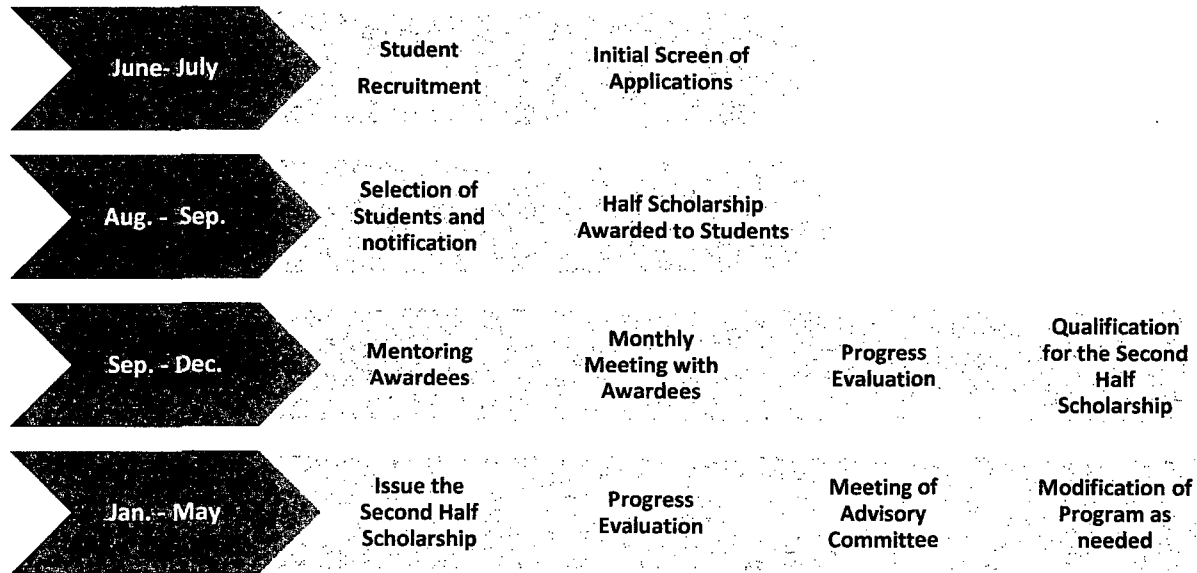 June- July
Student
Recruitment
Initial Screen of
Applications
Aug. - Sep.
Selection of
Students and
notification
Half Scholarship
Awarded to Students
Sep. - Dec.
Mentoring
Awardees
Monthly
Meeting with
Awardees
Progress
Evaluation
Qualification
for the Second
Half
Scholarship
Jan. - May
Issue the
Second Half
Scholarship
Progress
Evaluation
Meeting of
Advisory
Committee
Modification of
Program as
needed